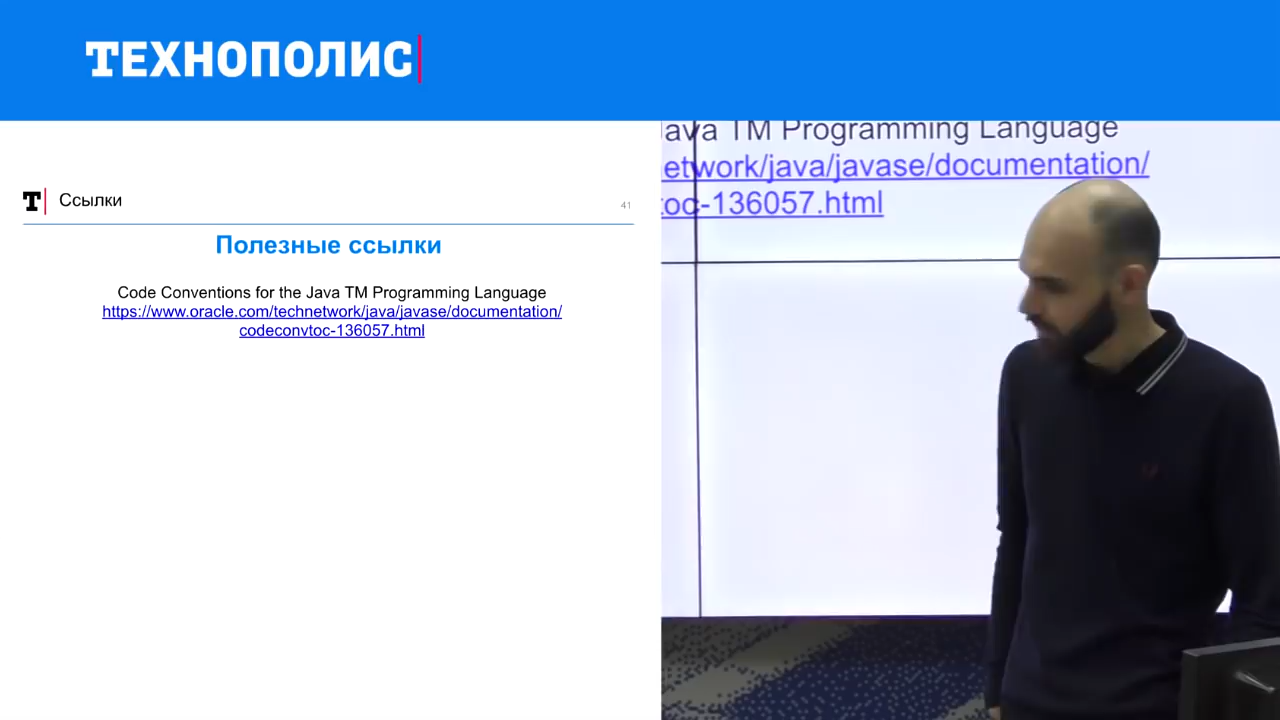 ТЕХНОПОЛИС
Т Ссылки
41
Полезные ссылки
Code Conventions for the Java TM Programming Language
https://www.oracle.com/technetwork/java/javase/documentation/
codeconvtoc-136057.html
ava TM Programming Language
etwork/java/javase/documentation/
toc-136057.html